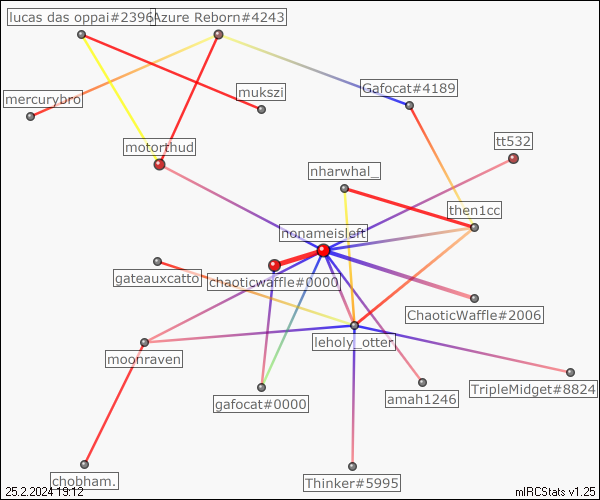 lucas das oppai#2396
Azure Reborn#4243
Gafocat#4189
mukszi
mercurybro
tt532
motorthud
nharwhal_
then1cc
nonameisleft
gateauxcatto
chaoticwaffle#0000
ChaoticWaffle#2006
leholy_otter
moonraven
TripleMidget#8824
gafocat#0000
amah1246
chobham.
Thinker#5995
25.2.2024 19:12
mIRCStats v1.25